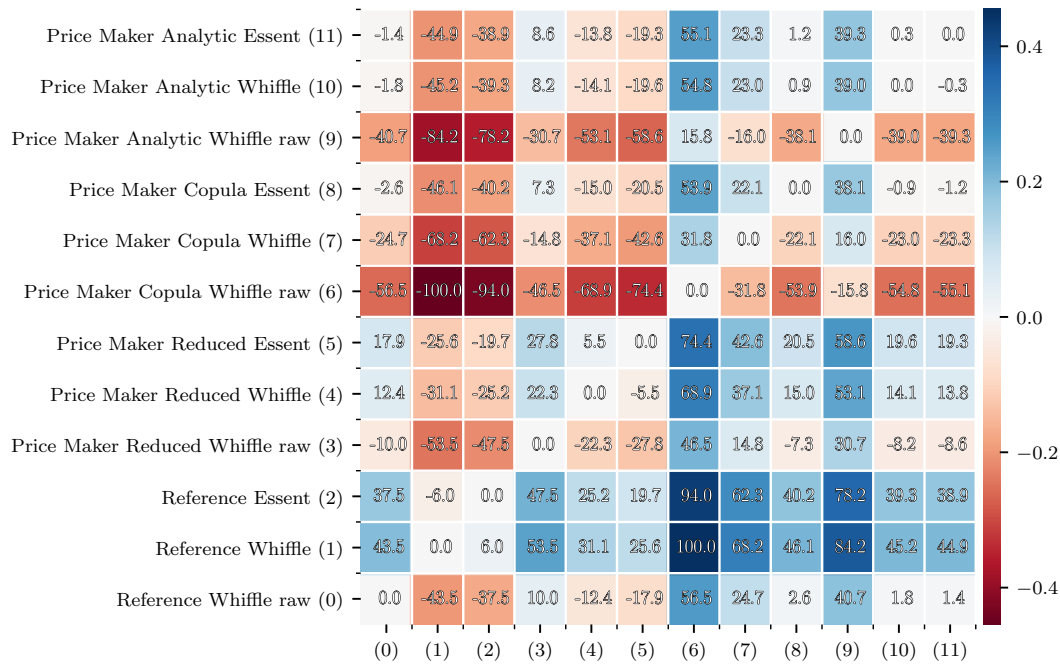 Price Maker Analytic Essent (11) -1.4 -44.9 -38.9 8.6 -13.8 -19.3 55.1 23.3 1.2 39.3 0.3 0.0
Price Maker Analytic Whiffle (10) -1.8 -45.2 -39.3 8.2 -14.1 -19.6 54.8 23.0 0.9 39.0 0.0 -0.3
Price Maker Analytic Whiffle raw (9) -40.7 -84.2 -78.2 -30.7 -53.1 -58.6 15.8 -16.0 -38.1 0.0 -39.0 -39.3
Price Maker Copula Essent (8) -2.6 -46.1 -40.2 7.3 -15.0 -20.5 53.9 22.1 0.0 38.1 -0.9 -1.2
Price Maker Copula Whiffle (7) -24.7 -68.2 -62.3 -14.8 -37.1 -42.6 31.8 0.0 -22.1 16.0 -23.0 -23.3
Price Maker Copula Whiffle raw (6) -56.5 -100.0 -94.0 -46.5 -68.9 -74.4 0.0 -31.8 -53.9 -15.8 -54.8 -55.1
Price Maker Reduced Essent (5) 17.9 -25.6 -19.7 27.8 5.5 0.0 74.4 42.6 20.5 58.6 19.6 19.3
Price Maker Reduced Whiffle (4) 12.4 -31.1 -25.2 22.3 0.0 -5.5 68.9 37.1 15.0 53.1 14.1 13.8
Price Maker Reduced Whiffle raw (3) -10.0 -53.5 -47.5 0.0 -22.3 -27.8 46.5 14.8 -7.3 30.7 -8.2 -8.6
Reference Essent (2) 37.5 -6.0 0.0 47.5 25.2 19.7 94.0 62.3 40.2 78.2 39.3 38.9
Reference Whiffle (1) 43.5 0.0 6.0 53.5 31.1 25.6 100.0 68.2 46.1 84.2 45.2 44.9
Reference Whiffle raw (0) 0.0 -43.5 -37.5 10.0 -12.4 -17.9 56.5 24.7 2.6 40.7 1.8 1.4
(0) (1) (2) (3) (4) (5) (6) (7) (8) (9) (10) (11)
0.4
0.2
0.0
−0.2
−0.4